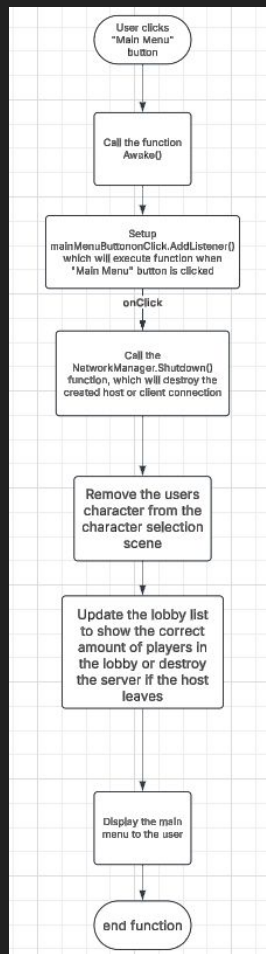 User clicks
"Main Menu"
button
Call the function
Awake()
Setup
mainMenuButtononClick.AddListener()
which will execute function when
"Main Menu" button is clicked
onClick
Call the
NetworkManager.Shutdown()
function, which will destroy the
created host or client connection
Remove the users
character from the
character selection
scene
Update the lobby list
to show the correct
amount of players in
the lobby or destroy
the server if the host
leaves
Display the main
menu to the user
end function